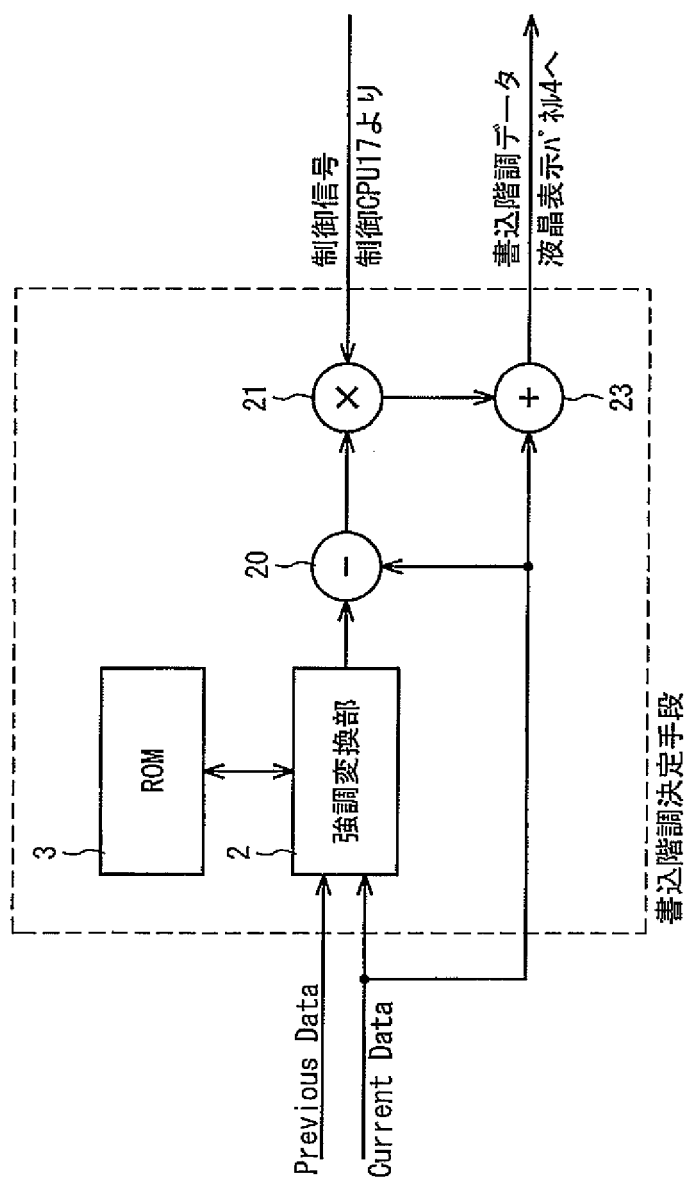 3
ROM
2
強調変換部
Previous Data
Current Data
20
−
21
×
23
+
制御信号
制御CPU17より
書込階調データ
液晶表示ﾊﾟﾈﾙ4へ
書込階調決定手段